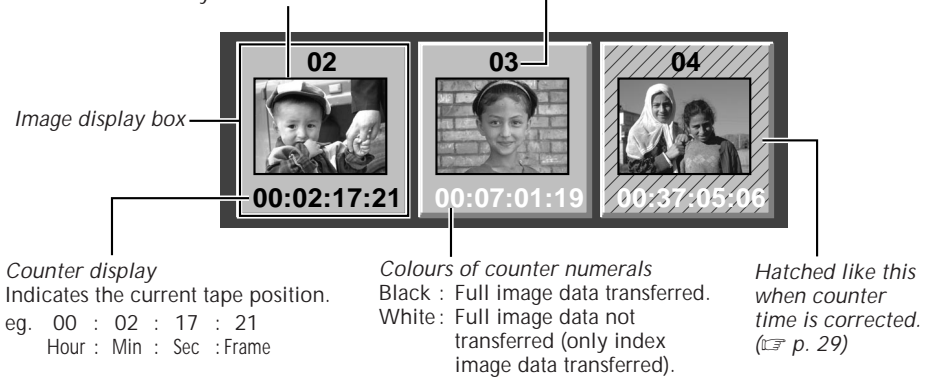 02 03 04
Image display box
00:02:17:21 00:07:01:19 00:37:05:06
Counter display
Indicates the current tape position.
eg. 00 : 02 : 17 : 21
Hour : Min : Sec : Frame
Colours of counter numerals
Black : Full image data transferred.
White : Full image data not
transferred (only index
image data transferred).
Hatched like this
when counter
time is corrected.
(☞ p. 29)